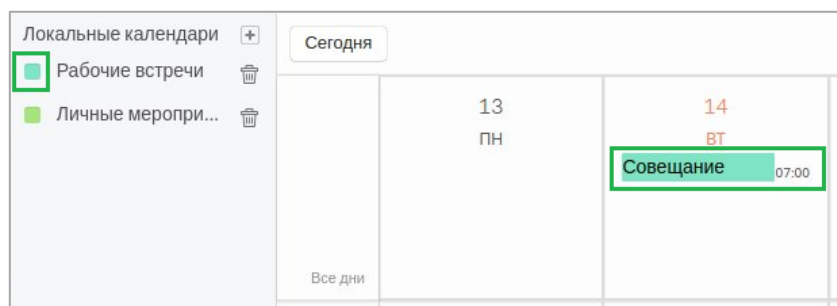 Локальные календари
Рабочие встречи
Личные меропри...
Сегодня
13
ПН
14
ВТ
Совещание 07:00
Все дни